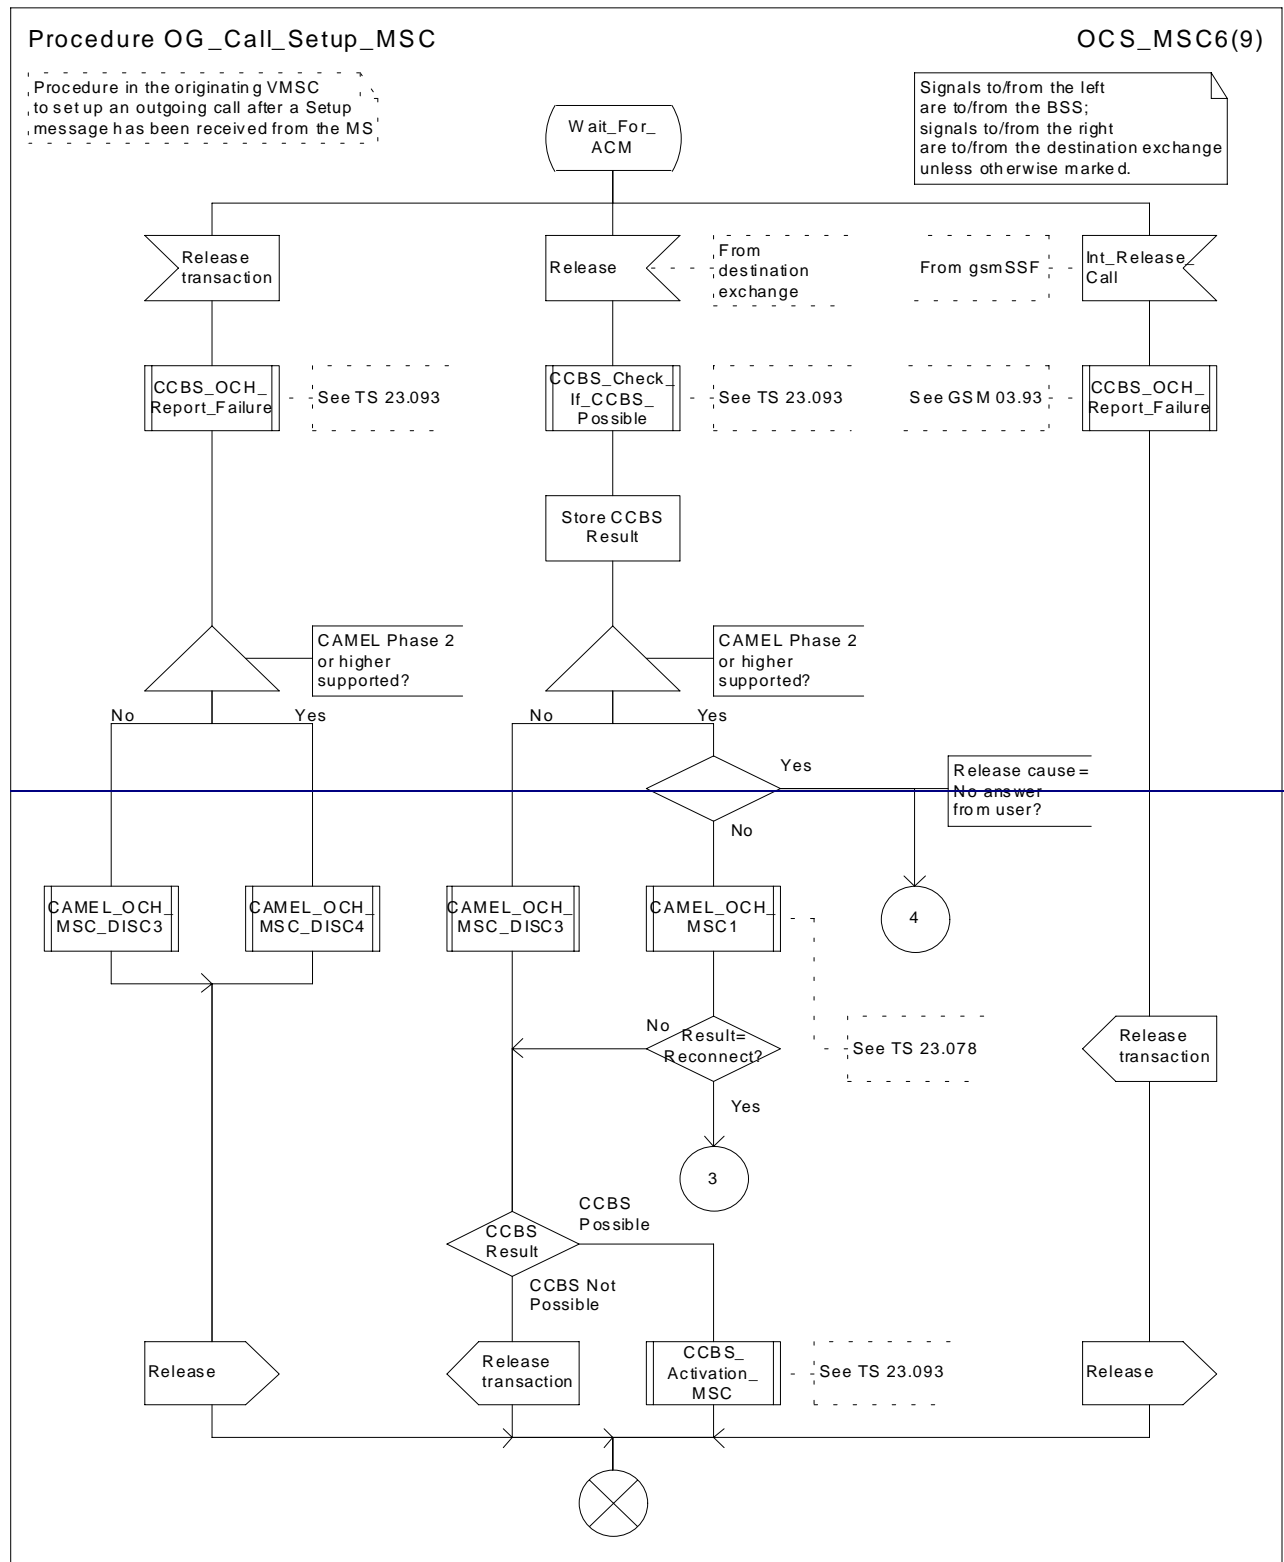 Procedure OG_Call_Setup_MSC
OCS_MSC6(9)
Procedure in the originating VMSC
to set up an outgoing call after a Setup
message has been received from the MS
Signals to/from the left
are to/from the BSS;
signals to/from the right
are to/from the destination exchange
unless otherwise marked.
Wait_For_
ACM
Release
transaction
Release
From
destination
exchange
From gsmSSF
Int_Release_
Call
CCBS_OCH_
Report_Failure
See TS 23.093
CCBS_Check_
If_CCBS_
Possible
See TS 23.093
See GSM 03.93
CCBS_OCH_
Report_Failure
Store CCBS
Result
CAMEL Phase 2
or higher
supported?
CAMEL Phase 2
or higher
supported?
No
Yes
No
Yes
Yes
Release cause=
No answer
from user?
No
CAMEL_OCH_
MSC_DISC3
CAMEL_OCH_
MSC_DISC4
CAMEL_OCH_
MSC_DISC3
CAMEL_OCH_
MSC1
4
No
Result=
Reconnect?
See TS 23.078
Release
transaction
Yes
3
CCBS
Possible
CCBS
Result
CCBS Not
Possible
Release
Release
transaction
CCBS_
Activation_
MSC
See TS 23.093
Release